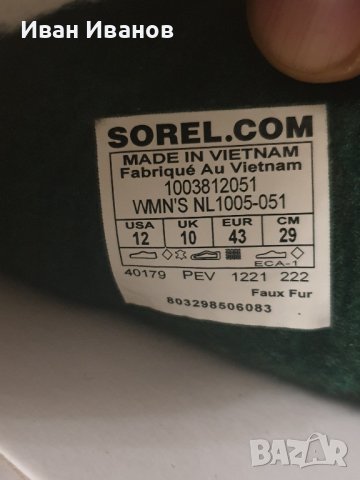 Иван Иванов
SOREL.COM
MADE IN VIETNAM
Fabriqué Au Vietnam
1003812051
WMN'S NL1005-051
USA UK EUR CM
12 10 43 29
ECA-1
40179 PEV 1221 222
Faux Fur
803298506083
BAZAR